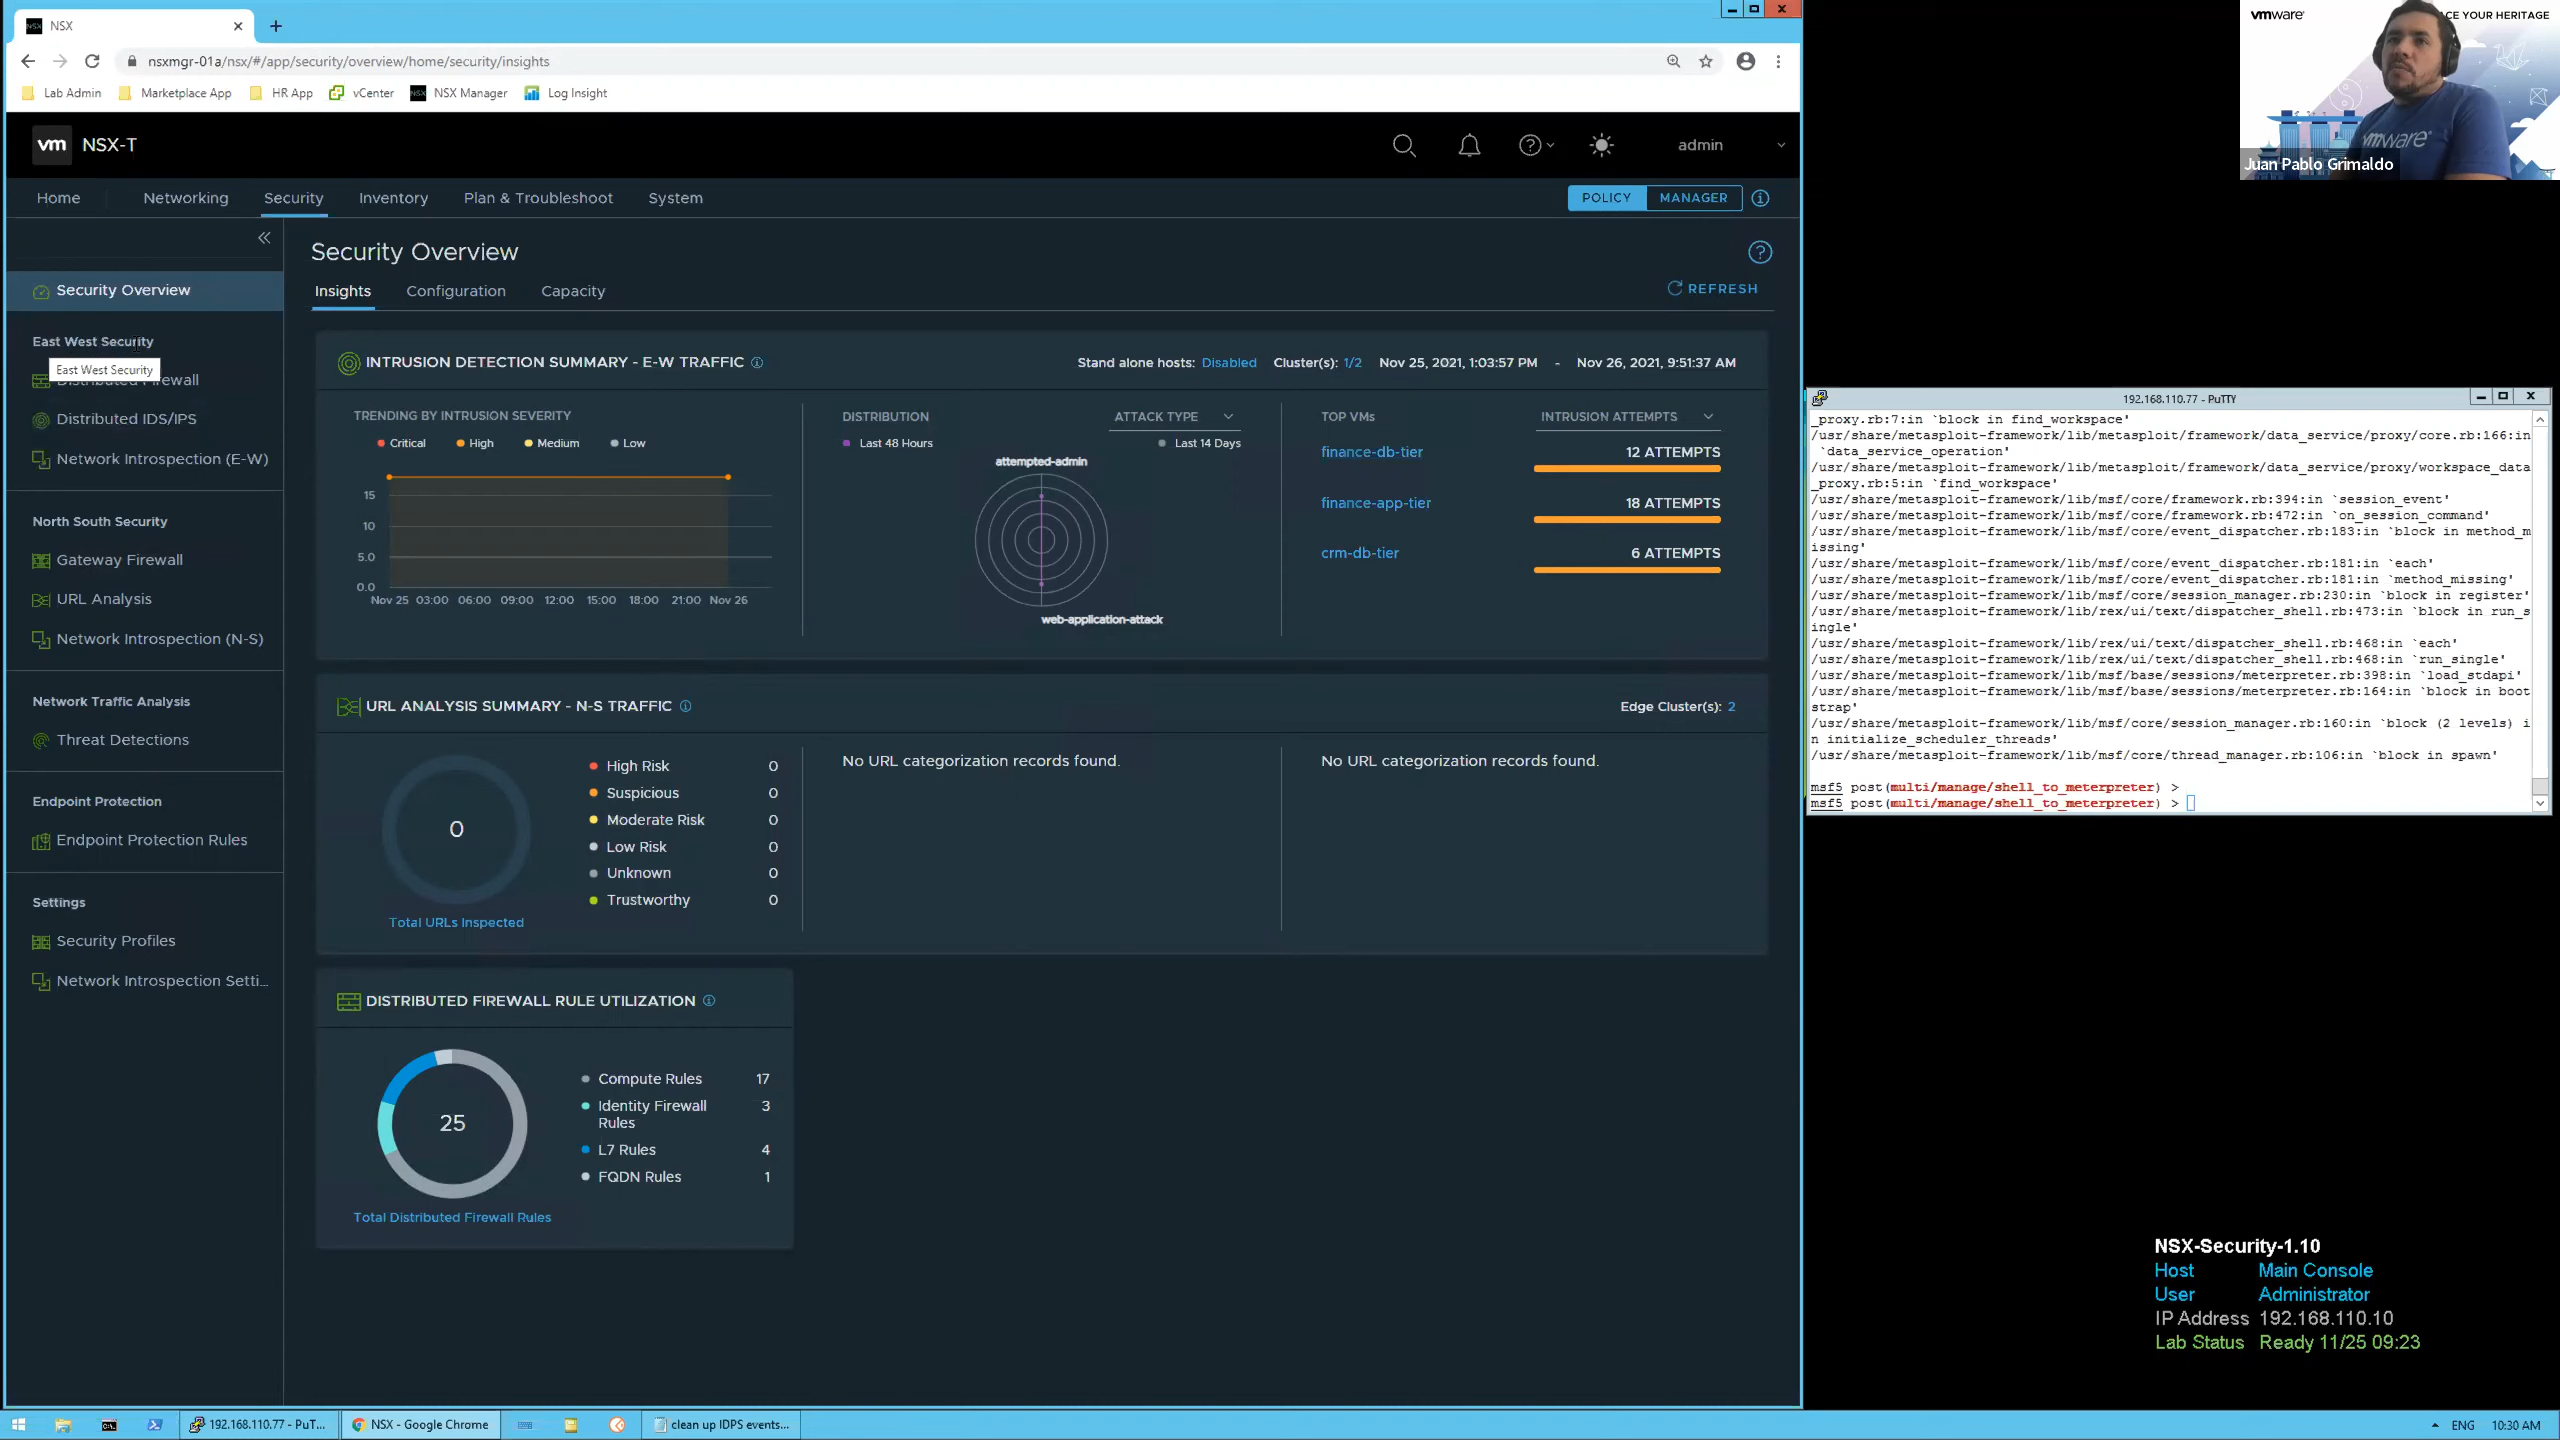 NSX
nsxmgr-01a/nsx/#/app/security/overview/home/security/insights
Lab Admin
Marketplace App
HR App
vCenter
NSX Manager
Log Insight
vm NSX-T
admin
Home
Networking
Security
Inventory
Plan & Troubleshoot
System
POLICY
MANAGER
Security Overview
East West Security
East West Security
Distributed IDS/IPS
Network Introspection (E-W)
North South Security
Gateway Firewall
URL Analysis
Network Introspection (N-S)
Network Traffic Analysis
Threat Detections
Endpoint Protection
Endpoint Protection Rules
Settings
Security Profiles
Network Introspection Setti...
Security Overview
Insights
Configuration
Capacity
REFRESH
INTRUSION DETECTION SUMMARY - E-W TRAFFIC
Stand alone hosts: Disabled Cluster(s): 1/2 Nov 25, 2021, 1:03:57 PM - Nov 26, 2021, 9:51:37 AM
TRENDING BY INTRUSION SEVERITY
Critical High Medium Low
15
10
5.0
0.0
Nov 25 03:00 06:00 09:00 12:00 15:00 18:00 21:00 Nov 26
DISTRIBUTION
ATTACK TYPE
Last 48 Hours
Last 14 Days
attempted-admin
web-application-attack
TOP VMs
INTRUSION ATTEMPTS
finance-db-tier 12 ATTEMPTS
finance-app-tier 18 ATTEMPTS
crm-db-tier 6 ATTEMPTS
URL ANALYSIS SUMMARY - N-S TRAFFIC
Edge Cluster(s): 2
0
Total URLs Inspected
High Risk 0
Suspicious 0
Moderate Risk 0
Low Risk 0
Unknown 0
Trustworthy 0
No URL categorization records found.
No URL categorization records found.
DISTRIBUTED FIREWALL RULE UTILIZATION
25
Total Distributed Firewall Rules
Compute Rules 17
Identity Firewall 3
Rules
L7 Rules 4
FQDN Rules 1
vmware
ACE YOUR HERITAGE
vmware
Juan Pablo Grimaldo
192.168.110.77 - PuTTY
_proxy.rb:7:in `block in find_workspace'
/usr/share/metasploit-framework/lib/metasploit/framework/data_service/proxy/core.rb:166:in
`data_service_operation'
/usr/share/metasploit-framework/lib/metasploit/framework/data_service/proxy/workspace_data
_proxy.rb:5:in `find_workspace'
/usr/share/metasploit-framework/lib/msf/core/framework.rb:394:in `session_event'
/usr/share/metasploit-framework/lib/msf/core/framework.rb:472:in `on_session_command'
/usr/share/metasploit-framework/lib/msf/core/event_dispatcher.rb:183:in `block in method_m
issing'
/usr/share/metasploit-framework/lib/msf/core/event_dispatcher.rb:181:in `each'
/usr/share/metasploit-framework/lib/msf/core/event_dispatcher.rb:181:in `method_missing'
/usr/share/metasploit-framework/lib/msf/core/session_manager.rb:230:in `block in register'
/usr/share/metasploit-framework/lib/rex/ui/text/dispatcher_shell.rb:473:in `block in run_s
ingle'
/usr/share/metasploit-framework/lib/rex/ui/text/dispatcher_shell.rb:468:in `each'
/usr/share/metasploit-framework/lib/rex/ui/text/dispatcher_shell.rb:468:in `run_single'
/usr/share/metasploit-framework/lib/msf/base/sessions/meterpreter.rb:398:in `load_stdapi'
/usr/share/metasploit-framework/lib/msf/base/sessions/meterpreter.rb:164:in `block in boot
strap'
/usr/share/metasploit-framework/lib/msf/core/session_manager.rb:160:in `block (2 levels) i
n initialize_scheduler_threads'
/usr/share/metasploit-framework/lib/msf/core/thread_manager.rb:106:in `block in spawn'
msf5 post(multi/manage/shell_to_meterpreter) >
msf5 post(multi/manage/shell_to_meterpreter) >
NSX-Security-1.10
Host Main Console
User Administrator
IP Address 192.168.110.10
Lab Status Ready 11/25 09:23
192.168.110.77 - PuT...
NSX - Google Chrome
clean up IDPS events...
ENG
10:30 AM